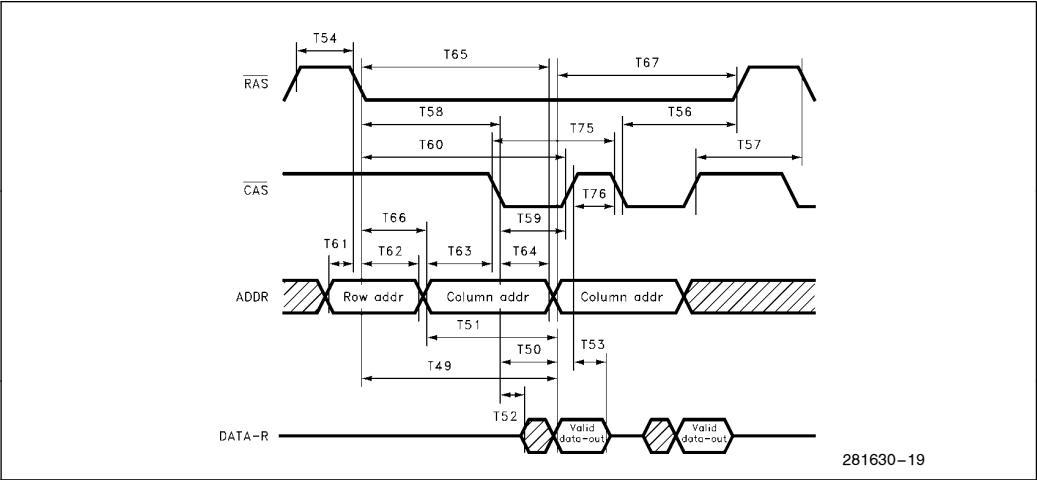 T54
T65
T67
RAS
T58
T75
T56
T60
T57
CAS
T76
T66
T59
T61
T62
T63
T64
ADDR
Row addr
Column addr
Column addr
T51
T50
T53
T49
T52
DATA-R
Valid
data-out
Valid
data-out
281630-19